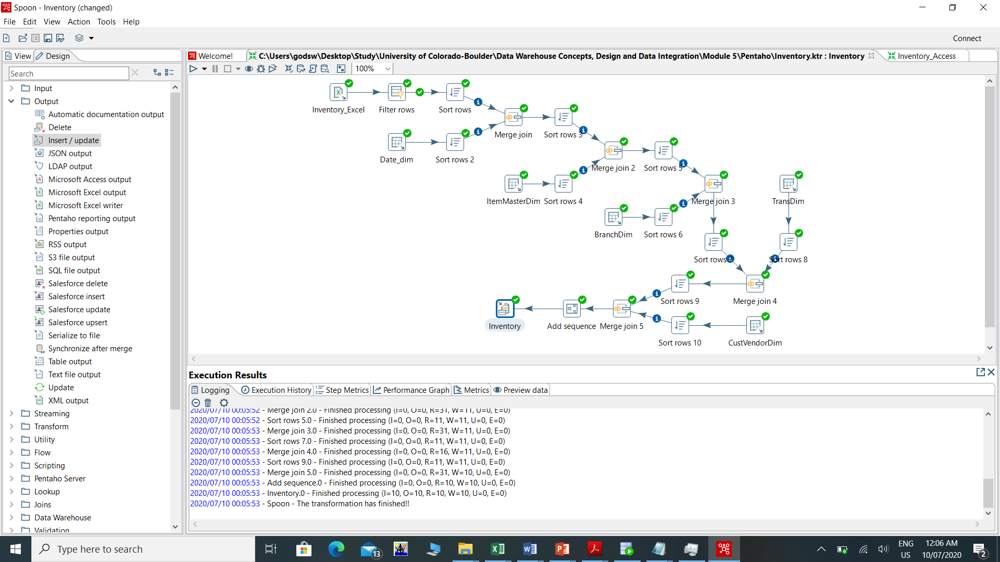 Spoon - Inventory (changed)
File Edit View Action Tools Help
Connect
View Design
Search
Input
Output
Automatic documentation output
Delete
Insert / update
JSON output
LDAP output
Microsoft Access output
Microsoft Excel output
Microsoft Excel writer
Pentaho reporting output
Properties output
RSS output
S3 file output
SQL file output
Salesforce delete
Salesforce insert
Salesforce update
Salesforce upsert
Serialize to file
Synchronize after merge
Table output
Text file output
Update
XML output
Streaming
Transform
Utility
Flow
Scripting
Pentaho Server
Lookup
Joins
Data Warehouse
Validation
Welcome! C:\Users\godsw\Desktop\Study\University of Colorado-Boulder\Data Warehouse Concepts, Design and Data Integration\Module 5\Pentaho\Inventory.ktr : Inventory Inventory_Access
100%
Inventory_Excel Filter rows Sort rows
Merge join Sort rows 3
Date_dim Sort rows 2
Merge join 2 Sort rows 5
ItemMasterDim Sort rows 4 Merge join 3 TransDim
BranchDim Sort rows 6
Sort rows 7 Sort rows 8
Sort rows 9 Merge join 4
Inventory Add sequence Merge join 5
Sort rows 10 CustVendorDim
Execution Results
Logging Execution History Step Metrics Performance Graph Metrics Preview data
2020/07/10 00:05:52 - Merge join 2.0 - Finished processing (I=0, O=0, R=31, W=11, U=0, E=0)
2020/07/10 00:05:52 - Sort rows 5.0 - Finished processing (I=0, O=0, R=11, W=11, U=0, E=0)
2020/07/10 00:05:53 - Merge join 3.0 - Finished processing (I=0, O=0, R=31, W=11, U=0, E=0)
2020/07/10 00:05:53 - Sort rows 7.0 - Finished processing (I=0, O=0, R=11, W=11, U=0, E=0)
2020/07/10 00:05:53 - Merge join 4.0 - Finished processing (I=0, O=0, R=16, W=11, U=0, E=0)
2020/07/10 00:05:53 - Sort rows 9.0 - Finished processing (I=0, O=0, R=11, W=11, U=0, E=0)
2020/07/10 00:05:53 - Merge join 5.0 - Finished processing (I=0, O=0, R=31, W=10, U=0, E=0)
2020/07/10 00:05:53 - Add sequence.0 - Finished processing (I=0, O=0, R=10, W=10, U=0, E=0)
2020/07/10 00:05:53 - Inventory.0 - Finished processing (I=10, O=10, R=10, W=10, U=0, E=0)
2020/07/10 00:05:53 - Spoon - The transformation has finished!!
Type here to search
13
ENG
US
12:06 AM
10/07/2020
2